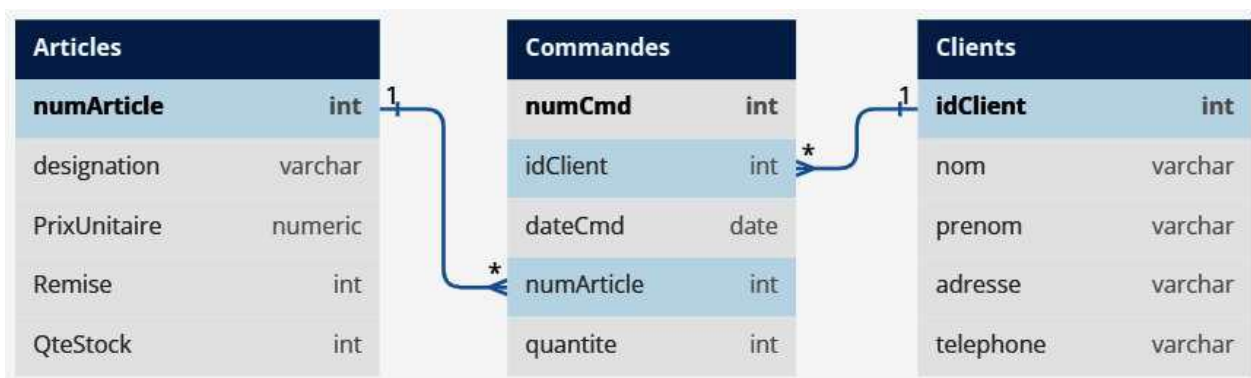 Articles
numArticle int
designation varchar
PrixUnitaire numeric
Remise int
QteStock int
1
*
Commandes
numCmd int
idClient int
dateCmd date
numArticle int
quantite int
*
1
Clients
idClient int
nom varchar
prenom varchar
adresse varchar
telephone varchar